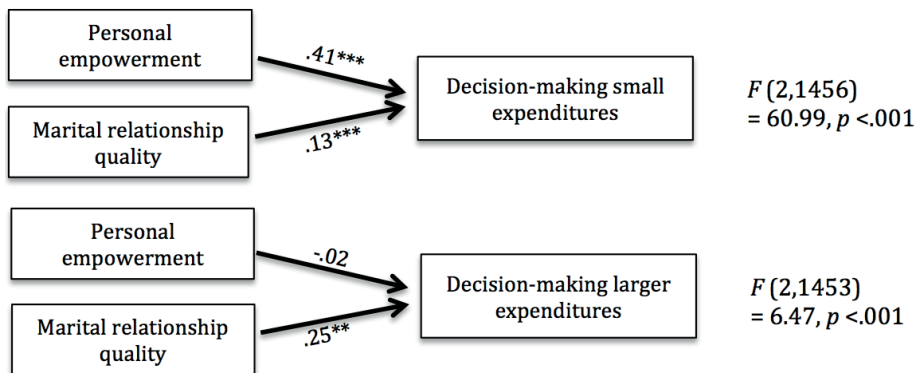 Personal
empowerment
.41***
Decision-making small
expenditures
F (2,1456)
= 60.99, p <.001
Marital relationship
quality
.13***
Personal
empowerment
-.02
Decision-making larger
expenditures
F (2,1453)
= 6.47, p <.001
Marital relationship
quality
.25**